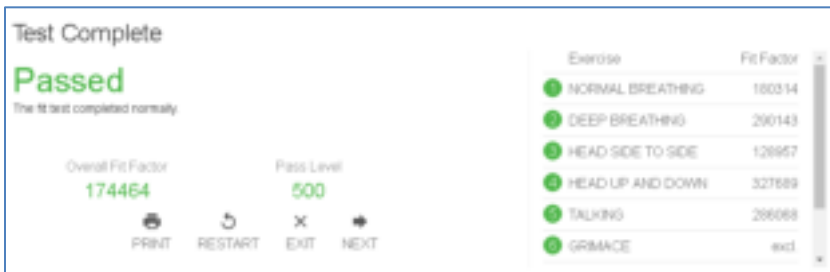 Test Complete
Passed
The fit test completed normally.
Overall Fit Factor Pass Level
174464 500
PRINT RESTART EXIT NEXT
Exercise Fit Factor
1 NORMAL BREATHING 160314
2 DEEP BREATHING 290143
3 HEAD SIDE TO SIDE 128957
4 HEAD UP AND DOWN 327689
5 TALKING 286068
6 GRIMACE excl.